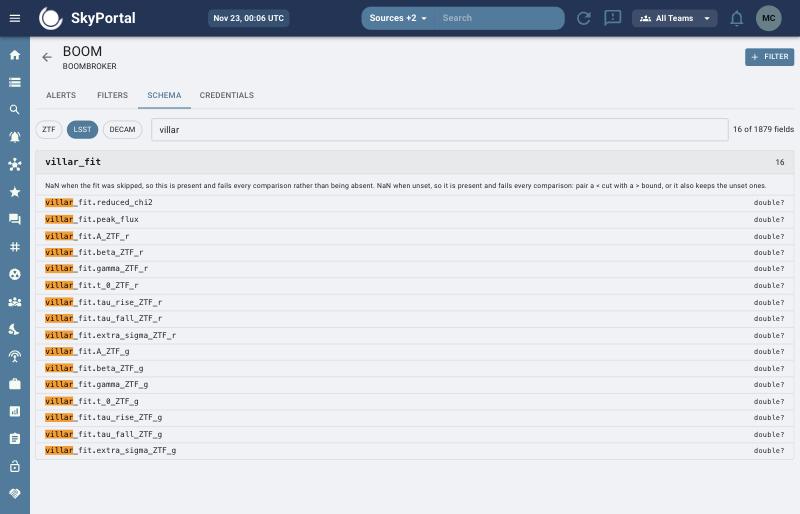 SkyPortal
Nov 23, 00:06 UTC
Sources +2
Search
All Teams
MC
BOOM
BOOMBROKER
+ FILTER
ALERTS FILTERS SCHEMA CREDENTIALS
ZTF LSST DECAM
villar
16 of 1879 fields
villar_fit 16
NaN when the fit was skipped, so this is present and fails every comparison rather than being absent. NaN when unset, so it is present and fails every comparison: pair a < cut with a > bound, or it also keeps the unset ones.
villar_fit.reduced_chi2 double?
villar_fit.peak_flux double?
villar_fit.A_ZTF_r double?
villar_fit.beta_ZTF_r double?
villar_fit.gamma_ZTF_r double?
villar_fit.t_0_ZTF_r double?
villar_fit.tau_rise_ZTF_r double?
villar_fit.tau_fall_ZTF_r double?
villar_fit.extra_sigma_ZTF_r double?
villar_fit.A_ZTF_g double?
villar_fit.beta_ZTF_g double?
villar_fit.gamma_ZTF_g double?
villar_fit.t_0_ZTF_g double?
villar_fit.tau_rise_ZTF_g double?
villar_fit.tau_fall_ZTF_g double?
villar_fit.extra_sigma_ZTF_g double?